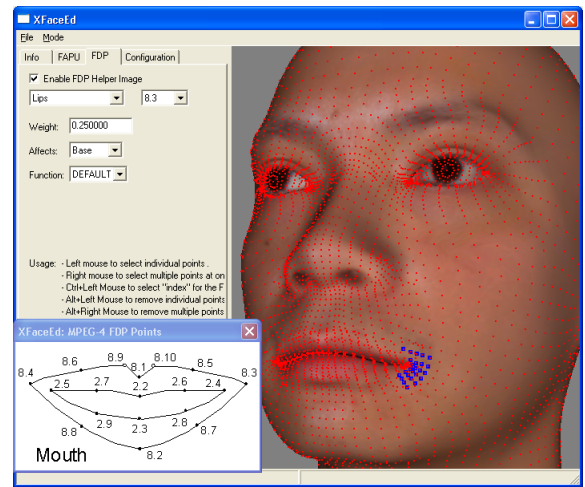 XFaceEd
File Mode
Info FAPU FDP Configuration
Enable FDP Helper Image
Lips 8.3
Weight: 0.250000
Affects: Base
Function: DEFAULT
Usage: - Left mouse to select individual points .
- Right mouse to select multiple points at on
- Ctrl+Left Mouse to select "index" for the F
- Alt+Left Mouse to remove individual points
- Alt+Right Mouse to remove multiple points
XFaceEd: MPEG-4 FDP Points
8.6 8.9 8.1 8.10 8.5
8.4 2.5 2.7 2.2 2.6 2.4 8.3
8.8 2.9 2.3 2.8 8.7
8.2
Mouth